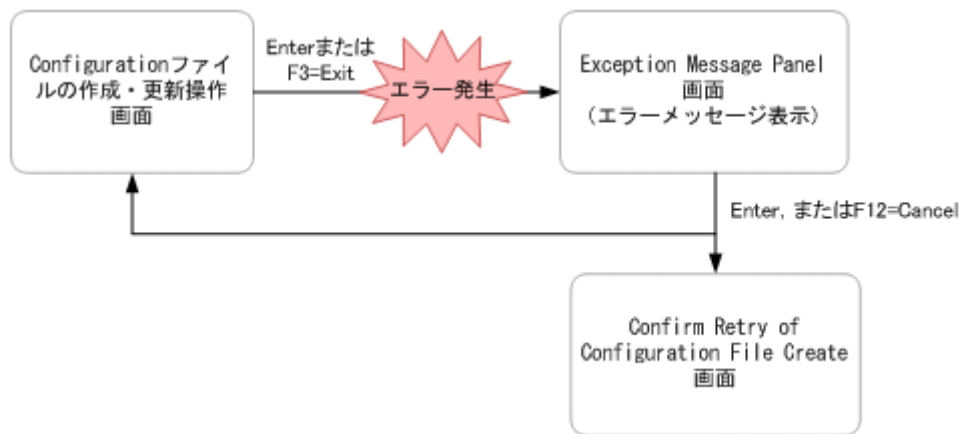 Configurationファイ
ルの作成・更新操作
画面
Enterまたは
F3=Exit
エラー発生
Exception Message Panel
画面
（エラーメッセージ表示）
Enter, またはF12=Cancel
Confirm Retry of
Configuration File Create
画面